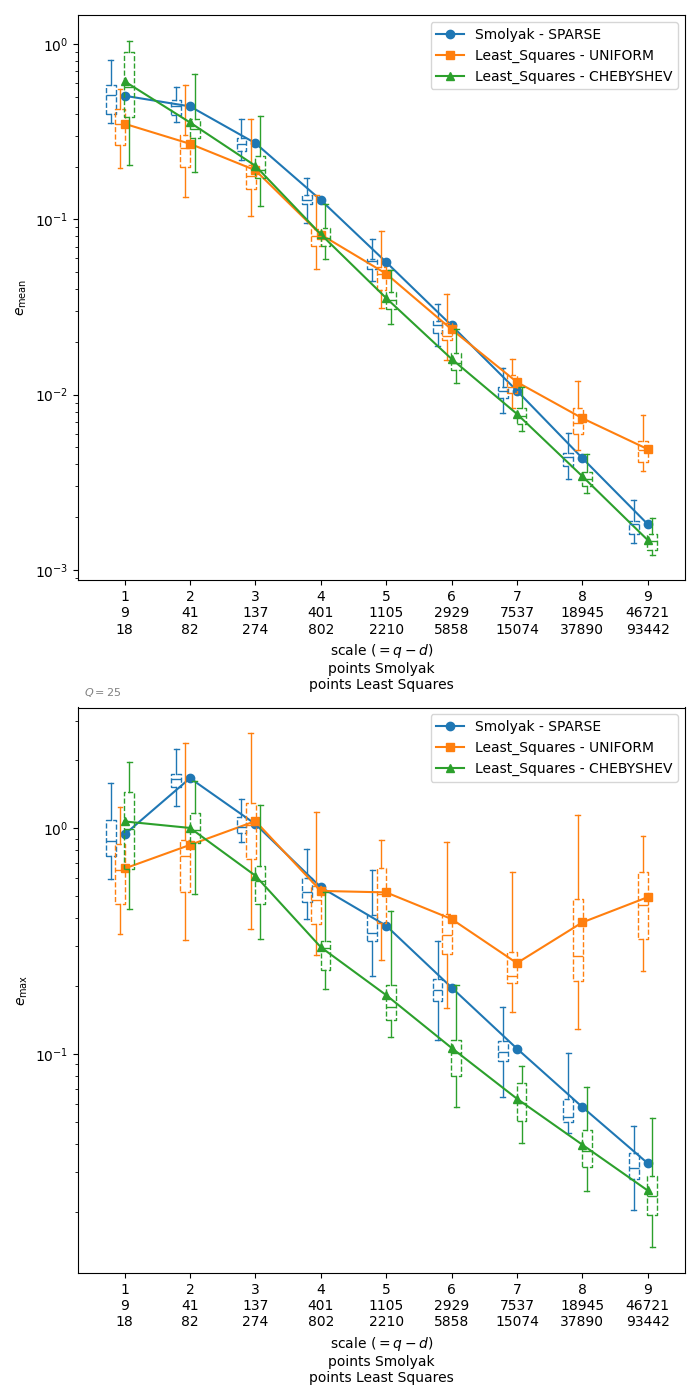 Smolyak - SPARSE
Least_Squares - UNIFORM
Least_Squares - CHEBYSHEV
10⁰
10⁻¹
10⁻²
10⁻³
e_mean
1 2 3 4 5 6 7 8 9
9 41 137 401 1105 2929 7537 18945 46721
18 82 274 802 2210 5858 15074 37890 93442
scale (= q − d)
points Smolyak
points Least Squares
Q = 25
Smolyak - SPARSE
Least_Squares - UNIFORM
Least_Squares - CHEBYSHEV
10⁰
10⁻¹
e_max
1 2 3 4 5 6 7 8 9
9 41 137 401 1105 2929 7537 18945 46721
18 82 274 802 2210 5858 15074 37890 93442
scale (= q − d)
points Smolyak
points Least Squares